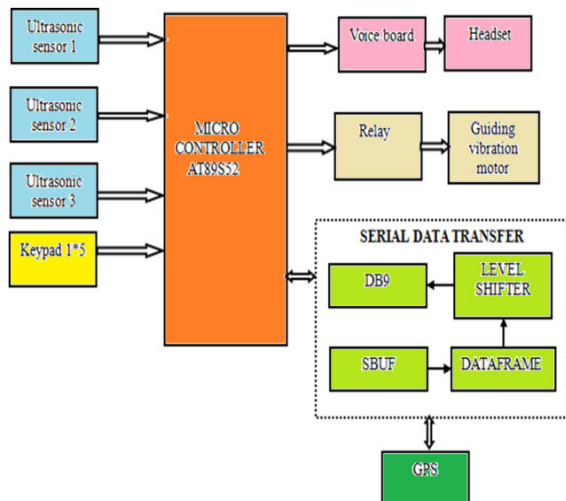 Ultrasonic
sensor 1
Ultrasonic
sensor 2
Ultrasonic
sensor 3
Keypad 1*5
MICRO
CONTROLLER
AT89S52
Voice board
Headset
Relay
Guiding
vibration
motor
SERIAL DATA TRANSFER
DB9
LEVEL
SHIFTER
SBUF
DATAFRAME
GPS